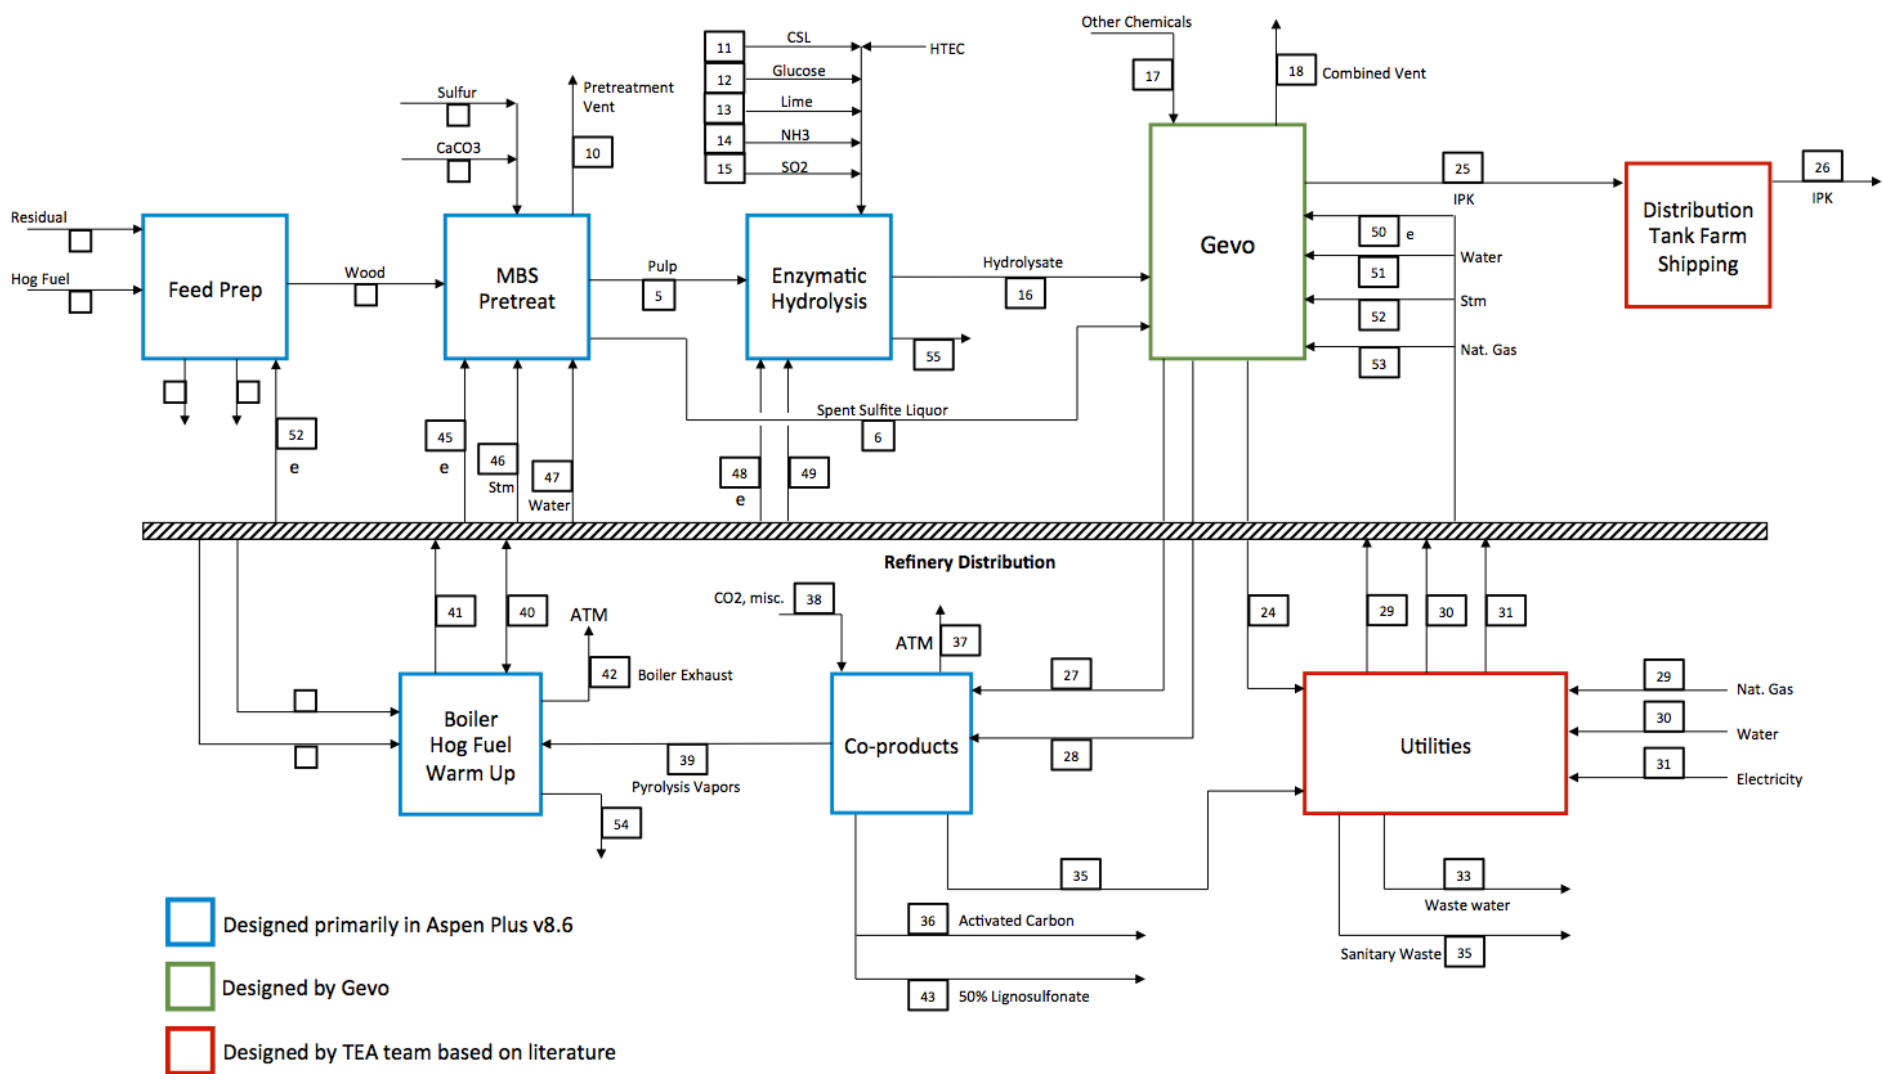 Other Chemicals
11
CSL
HTEC
12
Glucose
13
Lime
14
NH3
15
SO2
17
18
Combined Vent
Sulfur
CaCO3
Pretreatment
Vent
10
25
IPK
26
IPK
Residual
Hog Fuel
Feed Prep
Wood
MBS
Pretreat
Pulp
5
Enzymatic
Hydrolysis
Hydrolysate
16
55
Gevo
50
e
Water
51
Stm
52
Nat. Gas
53
Distribution
Tank Farm
Shipping
Spent Sulfite Liquor
6
52
e
45
e
46
Stm
47
Water
48
e
49
Refinery Distribution
41
40
ATM
42
Boiler Exhaust
CO2, misc.
38
ATM
37
27
28
24
29
30
31
Boiler
Hog Fuel
Warm Up
39
Pyrolysis Vapors
54
Co-products
Utilities
29
Nat. Gas
30
Water
31
Electricity
35
36
Activated Carbon
43
50% Lignosulfonate
33
Waste water
Sanitary Waste
35
Designed primarily in Aspen Plus v8.6
Designed by Gevo
Designed by TEA team based on literature